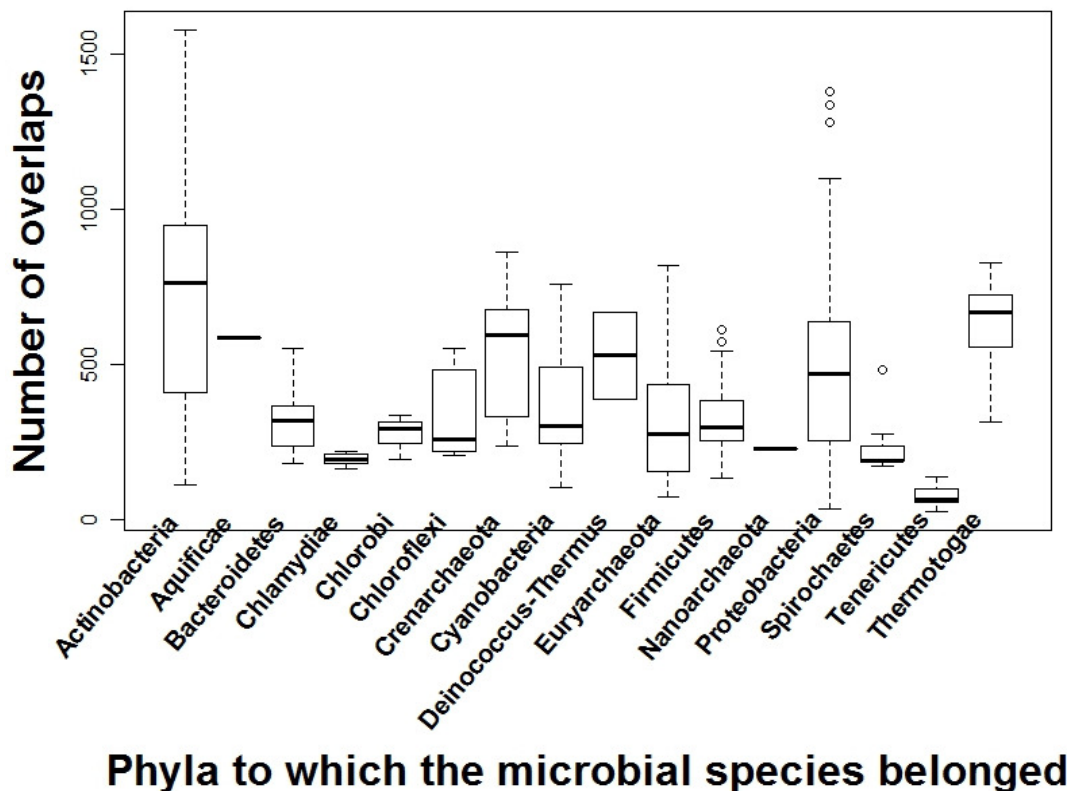 Number of overlaps
1500
1000
500
0
Actinobacteria
Aquificae
Bacteroidetes
Chlamydiae
Chlorobi
Chloroflexi
Crenarchaeota
Cyanobacteria
Deinococcus-Thermus
Euryarchaeota
Firmicutes
Nanoarchaeota
Proteobacteria
Spirochaetes
Tenericutes
Thermotogae
Phyla to which the microbial species belonged